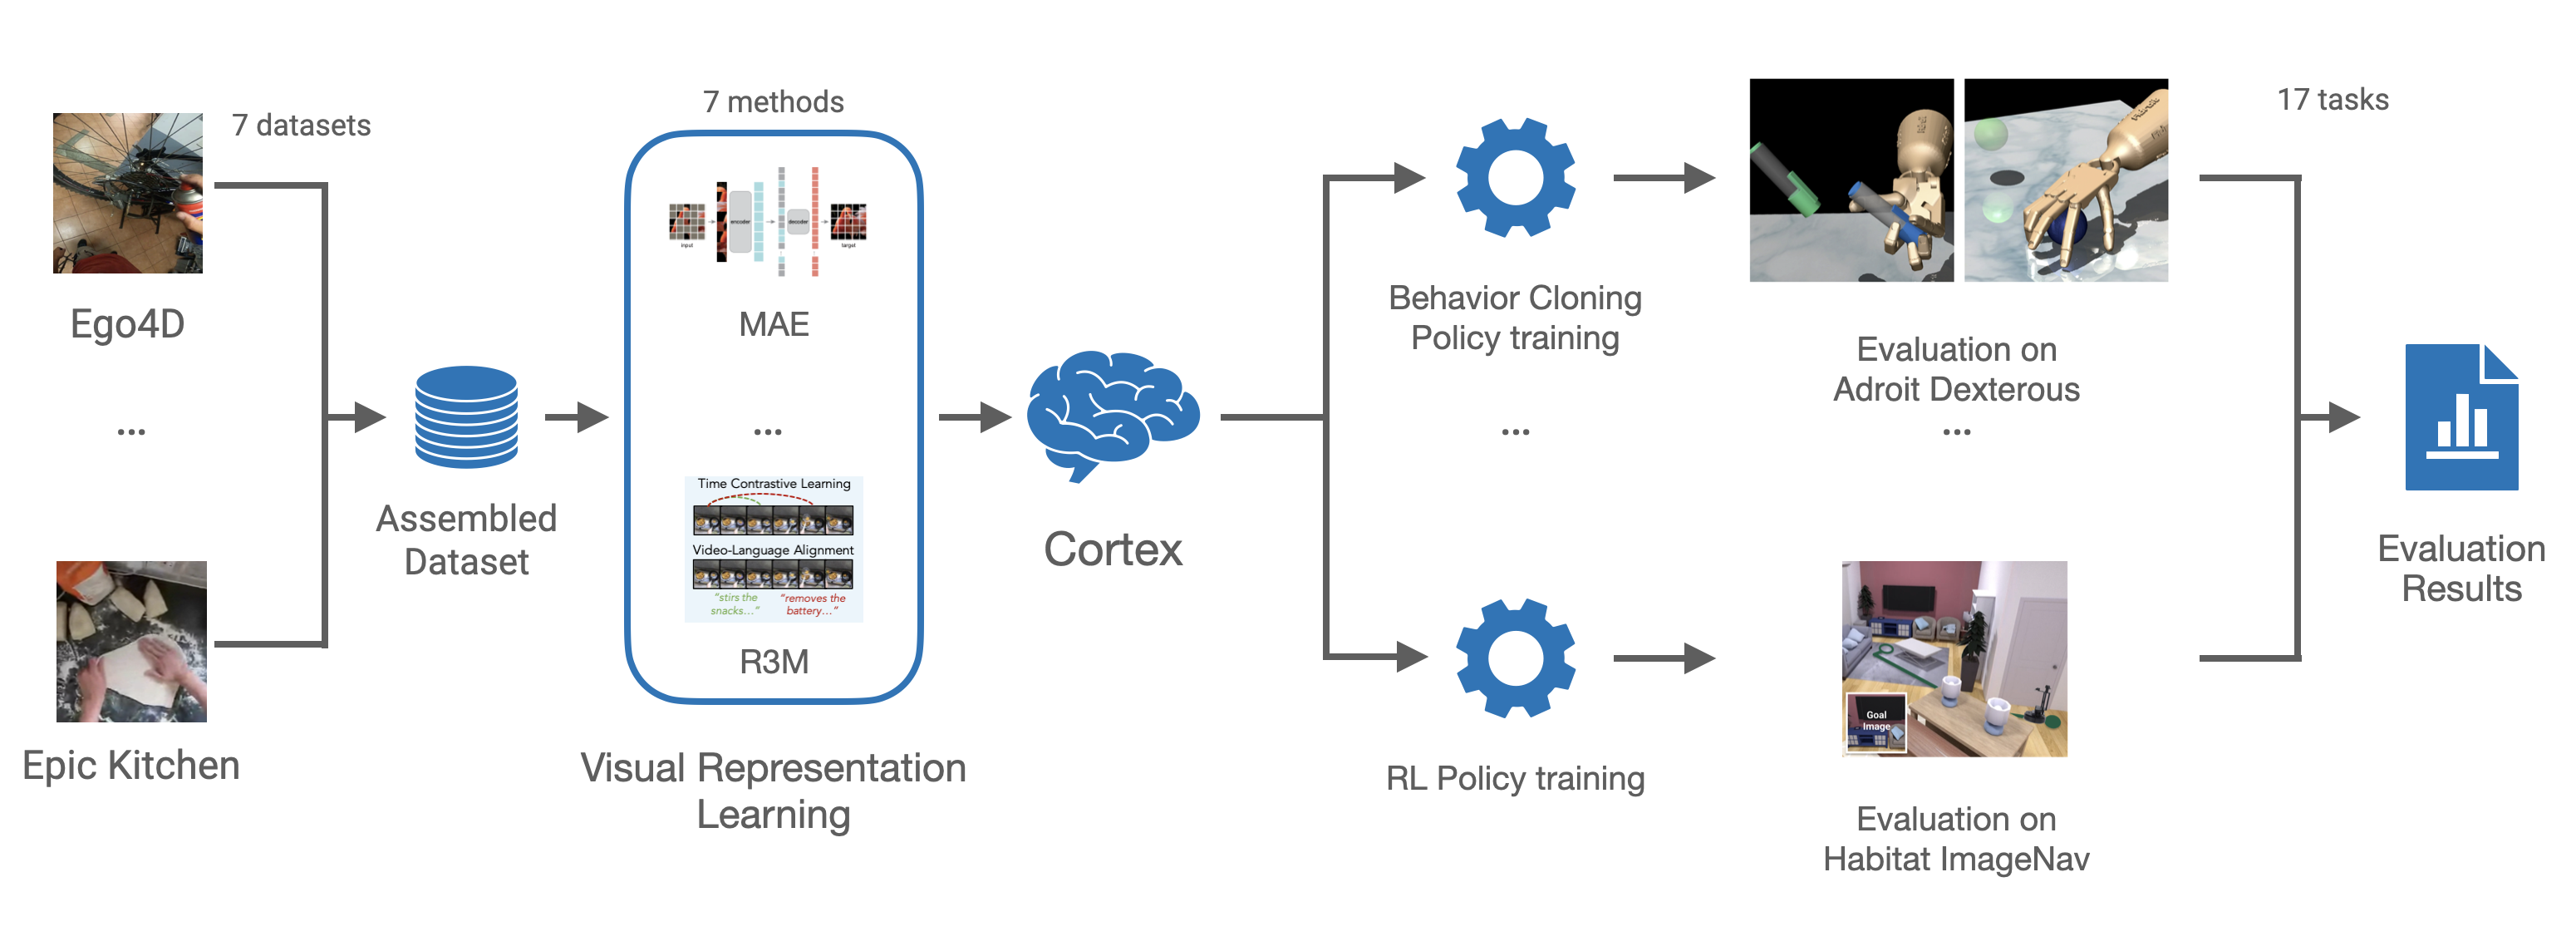 7 datasets
Ego4D
...
Epic Kitchen
Assembled
Dataset
7 methods
input
encoder
decoder
target
MAE
...
Time Contrastive Learning
Video-Language Alignment
“stirs the
snacks...”
“removes the
battery...”
R3M
Visual Representation
Learning
Cortex
Behavior Cloning
Policy training
...
RL Policy training
Evaluation on
Adroit Dexterous
...
Goal
Image
Evaluation on
Habitat ImageNav
17 tasks
Evaluation
Results